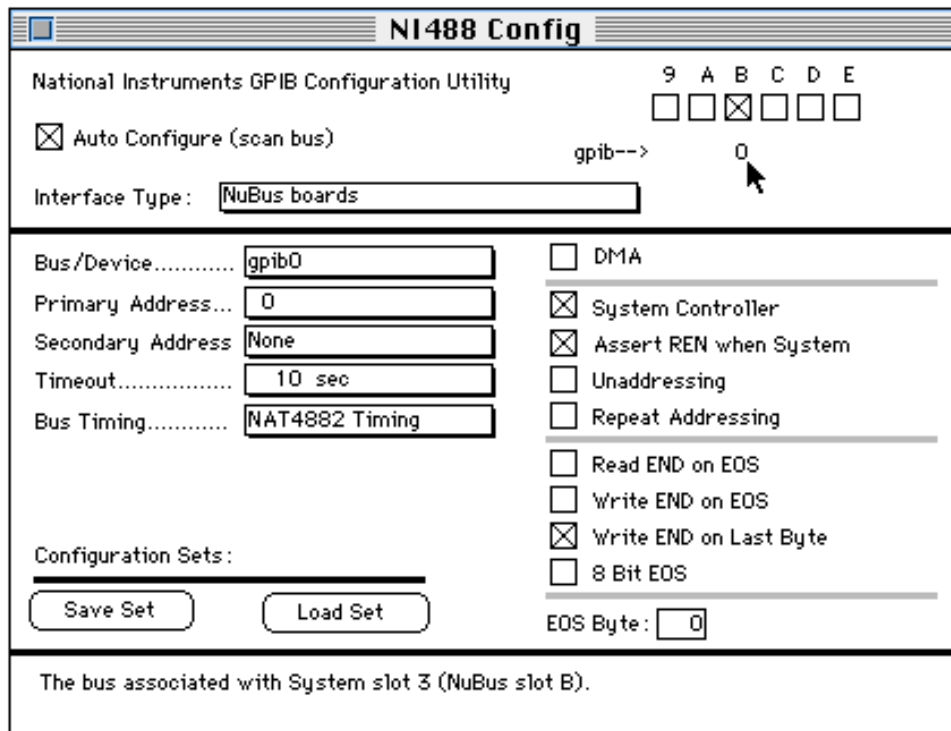 NI488 Config
National Instruments GPIB Configuration Utility
9 A B C D E
Auto Configure (scan bus)
gpib--> 0
Interface Type: NuBus boards
Bus/Device............ gpib0
Primary Address... 0
Secondary Address None
Timeout................ 10 sec
Bus Timing............ NAT4882 Timing
Configuration Sets:
Save Set Load Set
DMA
System Controller
Assert REN when System
Unaddressing
Repeat Addressing
Read END on EOS
Write END on EOS
Write END on Last Byte
8 Bit EOS
EOS Byte: 0
The bus associated with System slot 3 (NuBus slot B).